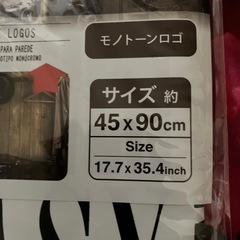 LOGOS
PARA PAREDE
OTIPO MONOCROMO
モノトーンロゴ
サイズ 約
45x90cm
Size
17.7x35.4inch